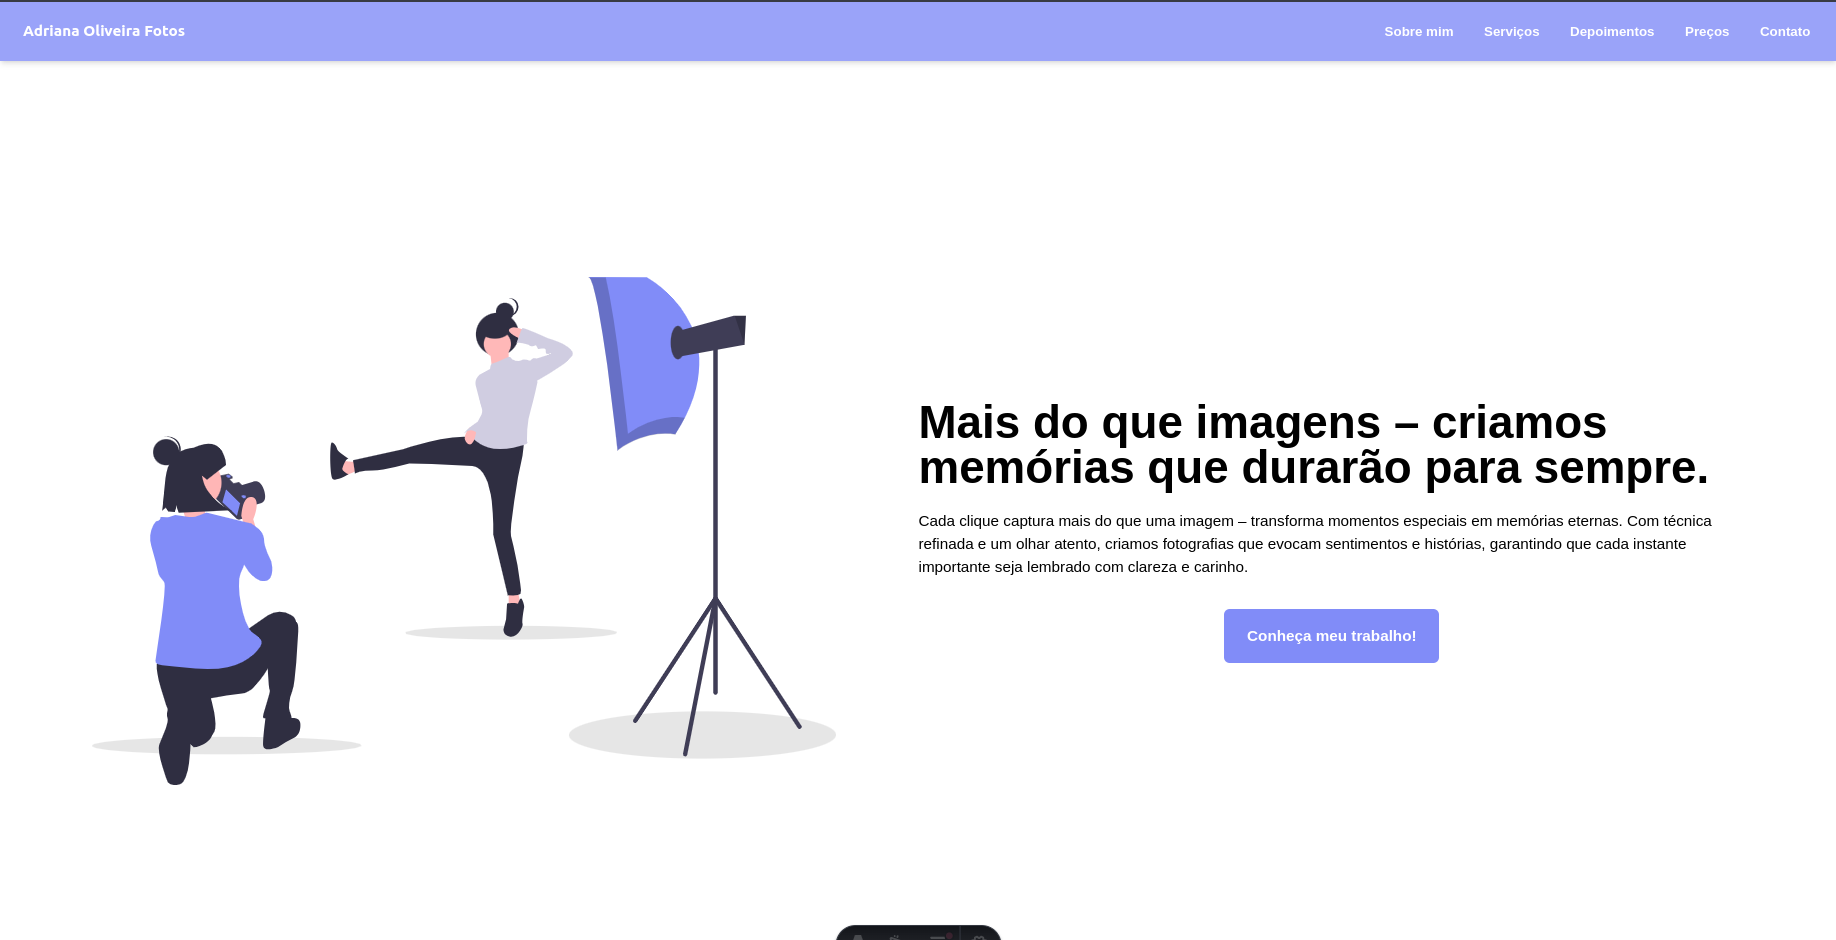 Adriana Oliveira Fotos
Sobre mim Serviços Depoimentos Preços Contato
Mais do que imagens – criamos
memórias que durarão para sempre.
Cada clique captura mais do que uma imagem – transforma momentos especiais em memórias eternas. Com técnica
refinada e um olhar atento, criamos fotografias que evocam sentimentos e histórias, garantindo que cada instante
importante seja lembrado com clareza e carinho.
Conheça meu trabalho!